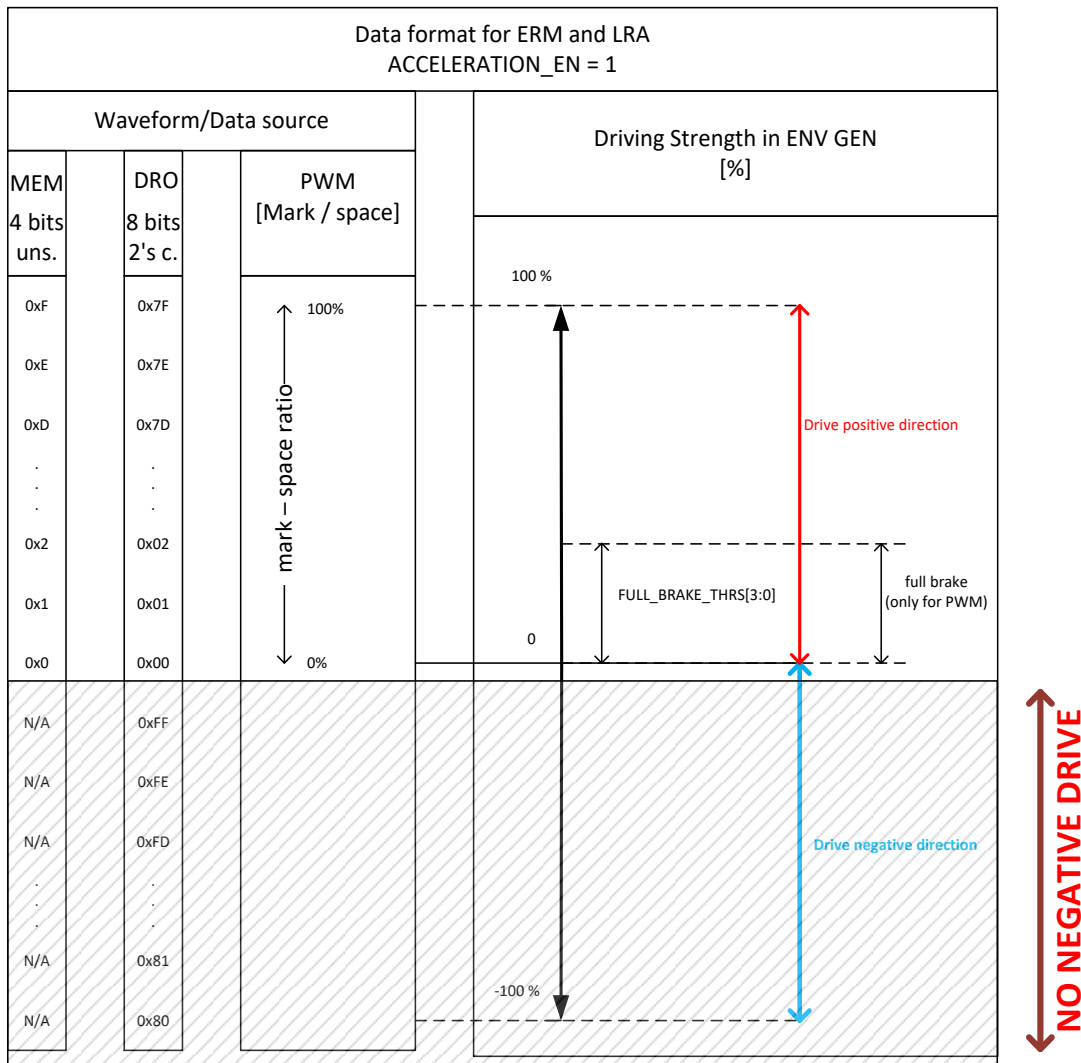 Data format for ERM and LRA
ACCELERATION_EN = 1
Waveform/Data source
Driving Strength in ENV GEN
[%]
MEM
4 bits
uns.
DRO
8 bits
2's c.
PWM
[Mark / space]
100 %
0xF 0x7F 100%
0xE 0x7E
mark – space ratio
0xD 0x7D Drive positive direction
. .
. .
. .
0x2 0x02
0x1 0x01 FULL_BRAKE_THRS[3:0] full brake
(only for PWM)
0
0x0 0x00 0%
N/A 0xFF
N/A 0xFE
N/A 0xFD Drive negative direction
. .
. .
. .
N/A 0x81
-100 %
N/A 0x80
NO NEGATIVE DRIVE